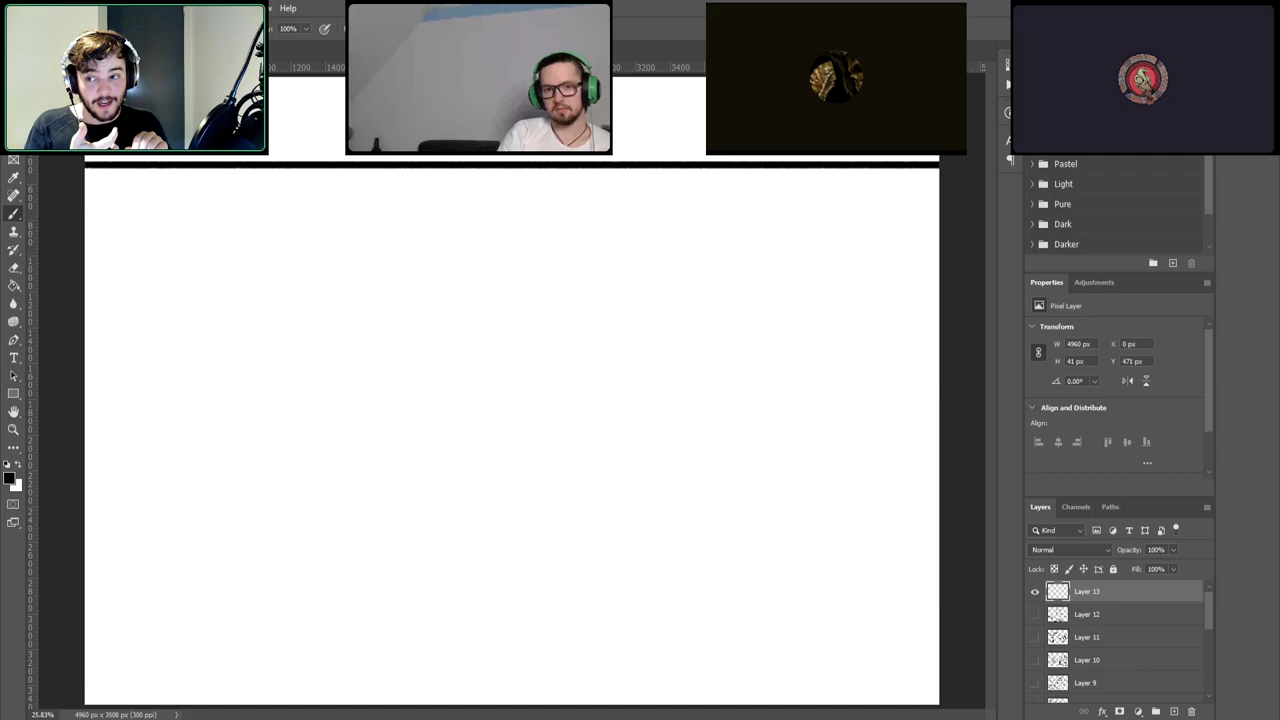 Help
100%
1200
1400
3200
3400
Pastel
Light
Pure
Dark
Darker
Properties
Adjustments
Pixel Layer
Transform
W 4960 px X 0 px
H 41 px Y 471 px
0.00°
Align and Distribute
Align:
Layers Channels Paths
Kind
Normal Opacity: 100%
Lock: Fill: 100%
Layer 13
Layer 12
Layer 11
Layer 10
Layer 9
25.83% 4960 px x 3508 px (300 ppi)